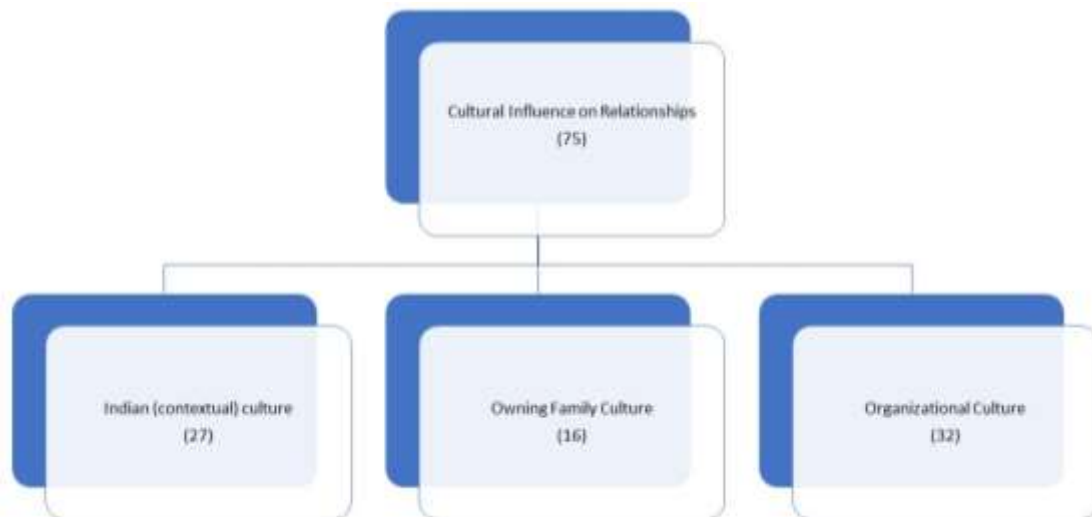 Cultural Influence on Relationships
(75)
Indian (contextual) culture
(27)
Owning Family Culture
(16)
Organizational Culture
(32)